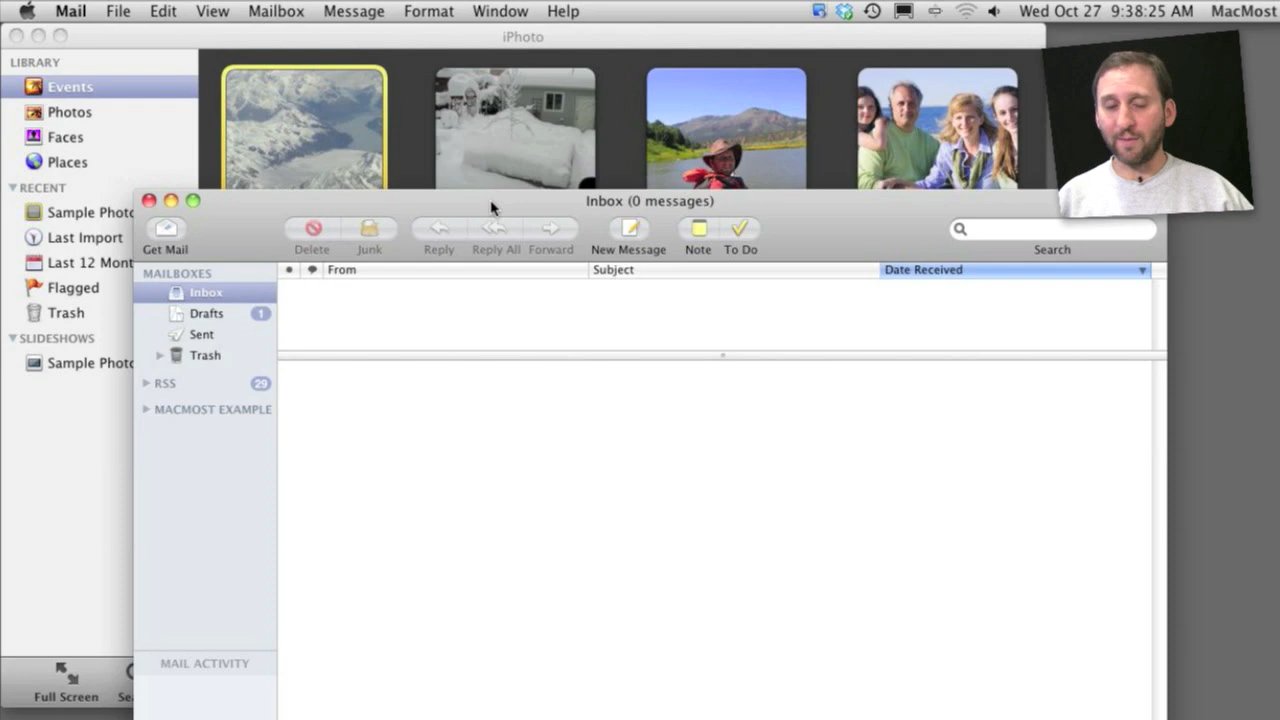 Mail File Edit View Mailbox Message Format Window Help Wed Oct 27 9:38:25 AM MacMost
iPhoto
LIBRARY
Events
Photos
Faces
Places
RECENT
Sample Photo
Last Import
Last 12 Mont
Flagged
Trash
SLIDESHOWS
Sample Photo
Full Screen Sea
Inbox (0 messages)
Get Mail Delete Junk Reply Reply All Forward New Message Note To Do Search
MAILBOXES
From Subject Date Received
Inbox
Drafts 1
Sent
Trash
RSS 29
MACMOST EXAMPLE
MAIL ACTIVITY